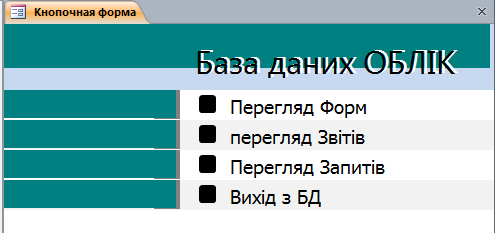 Кнопочная форма
База даних ОБЛІК
Перегляд Форм
перегляд Звітів
Перегляд Запитів
Вихід з БД